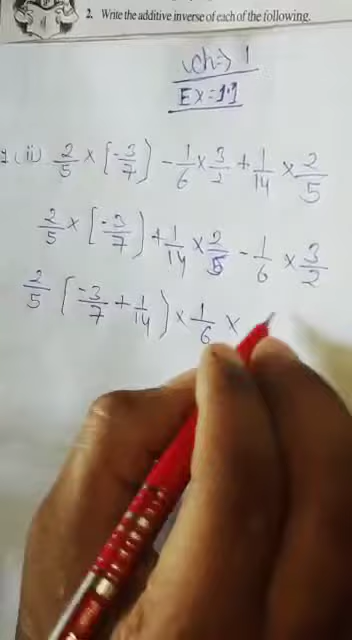 2. Write the additive inverse of each of the following.
Ch⇒ 1
Ex=1.1
1 (ii) 2/5 × [-3/7) - 1/6 × 3/2 + 1/14 × 2/5
2/5 × [-3/7) + 1/14 × 2/5 - 1/6 × 3/2
2/5 [-3/7 + 1/14) × 1/6 ×